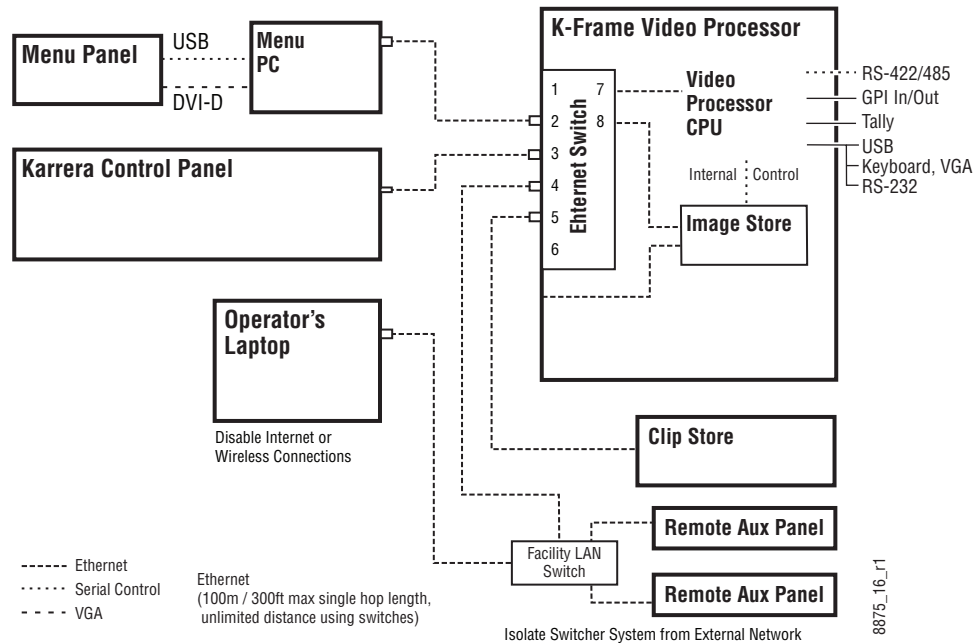 K-Frame Video Processor
Menu Panel
USB
DVI-D
Menu
PC
Ehternet Switch
1
2
3
4
5
6
7
8
Video
Processor
CPU
RS-422/485
GPI In/Out
Tally
USB
Keyboard, VGA
RS-232
Internal
Control
Image Store
Karrera Control Panel
Operator's
Laptop
Disable Internet or
Wireless Connections
Clip Store
Remote Aux Panel
Facility LAN
Switch
Remote Aux Panel
Ethernet
Serial Control
VGA
Ethernet
(100m / 300ft max single hop length,
unlimited distance using switches)
Isolate Switcher System from External Network
8875_16_r1